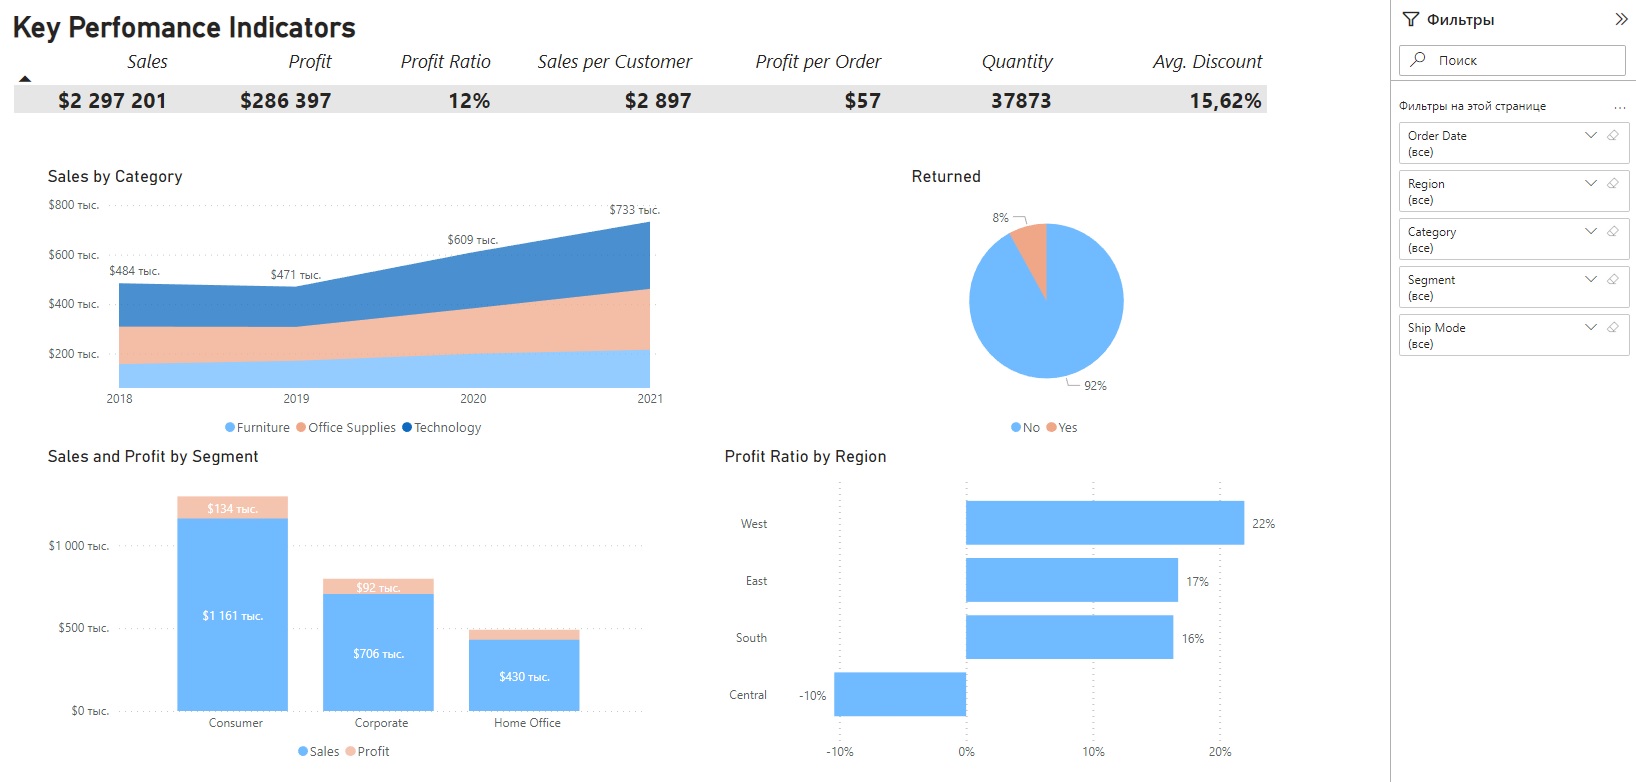 Key Perfomance Indicators
Sales Profit Profit Ratio Sales per Customer Profit per Order Quantity Avg. Discount
$2 297 201 $286 397 12% $2 897 $57 37873 15,62%
Sales by Category
$800 тыс.
$600 тыс.
$400 тыс.
$200 тыс.
$484 тыс.
$471 тыс.
$609 тыс.
$733 тыс.
2018 2019 2020 2021
Furniture Office Supplies Technology
Returned
8%
92%
No Yes
Sales and Profit by Segment
$1 000 тыс.
$500 тыс.
$0 тыс.
$134 тыс.
$1 161 тыс.
$92 тыс.
$706 тыс.
$430 тыс.
Consumer Corporate Home Office
Sales Profit
Profit Ratio by Region
West 22%
East 17%
South 16%
Central -10%
-10% 0% 10% 20%
Фильтры
Поиск
Фильтры на этой странице ...
Order Date
(все)
Region
(все)
Category
(все)
Segment
(все)
Ship Mode
(все)